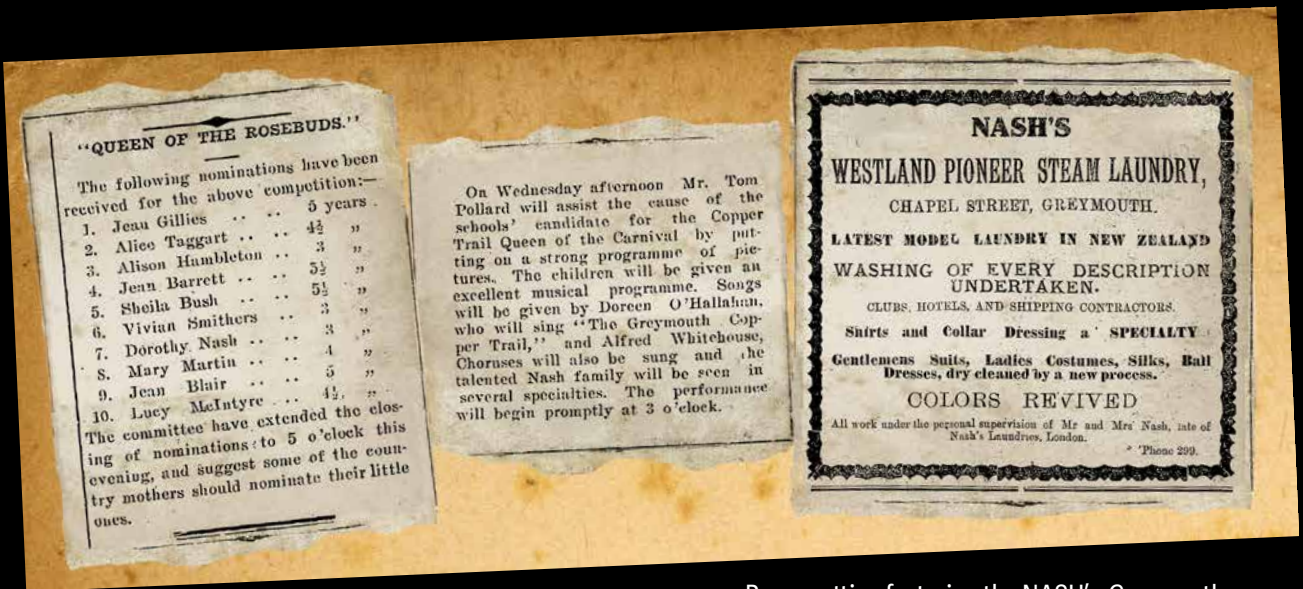 "QUEEN OF THE ROSEBUDS."
The following nominations have been
received for the above competition:—
1. Jean Gillies .. .. 5 years
2. Alice Taggart .. .. 4½ „
3. Alison Hambleton .. 3 „
4. Jean Barrett .. .. 5½ „
5. Sheila Bush .. .. 5½ „
6. Vivian Smithers .. 3 „
7. Dorothy Nash .. .. 3 „
8. Mary Martin .. .. 4 „
9. Jean Blair .. .. 5 „
10. Lucy McIntyre .. 4½ „
The committee have extended the clos-
ing of nominations to 5 o'clock this
evening, and suggest some of the coun-
try mothers should nominate their little
ones.
On Wednesday afternoon Mr. Tom
Pollard will assist the cause of the
schools' candidate for the Copper
Trail Queen of the Carnival by put-
ting on a strong programme of pic-
tures. The children will be given an
excellent musical programme. Songs
will be given by Doreen O'Hallahan,
who will sing "The Greymouth Cop-
per Trail," and Alfred Whitehouse,
Choruses will also be sung and the
talented Nash family will be seen in
several specialties. The performance
will begin promptly at 3 o'clock.
NASH'S
WESTLAND PIONEER STEAM LAUNDRY,
CHAPEL STREET, GREYMOUTH.
LATEST MODEL LAUNDRY IN NEW ZEALAND
WASHING OF EVERY DESCRIPTION
UNDERTAKEN.
CLUBS, HOTELS, AND SHIPPING CONTRACTORS.
Shirts and Collar Dressing a SPECIALTY
Gentlemens Suits, Ladies Costumes, Silks, Ball
Dresses, dry cleaned by a new process.
COLORS REVIVED
All work under the personal supervision of Mr and Mrs Nash, late of
Nash's Laundries, London.
'Phone 299.